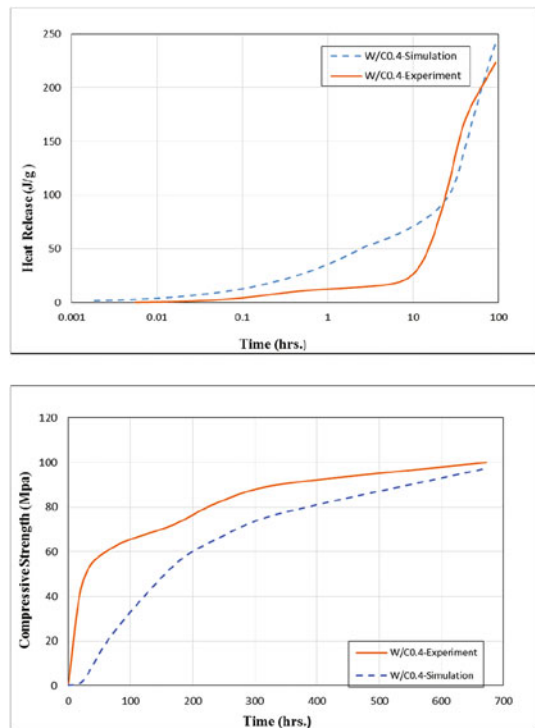 250
W/C0.4-Simulation
W/C0.4-Experiment
200
150
100
50
0
Heat Release (J/g)
0.001 0.01 0.1 1 10 100
Time (hrs.)
120
100
80
60
40
20
0
Compressive Strength (Mpa)
W/C0.4-Experiment
W/C0.4-Simulation
0 100 200 300 400 500 600 700
Time (hrs.)